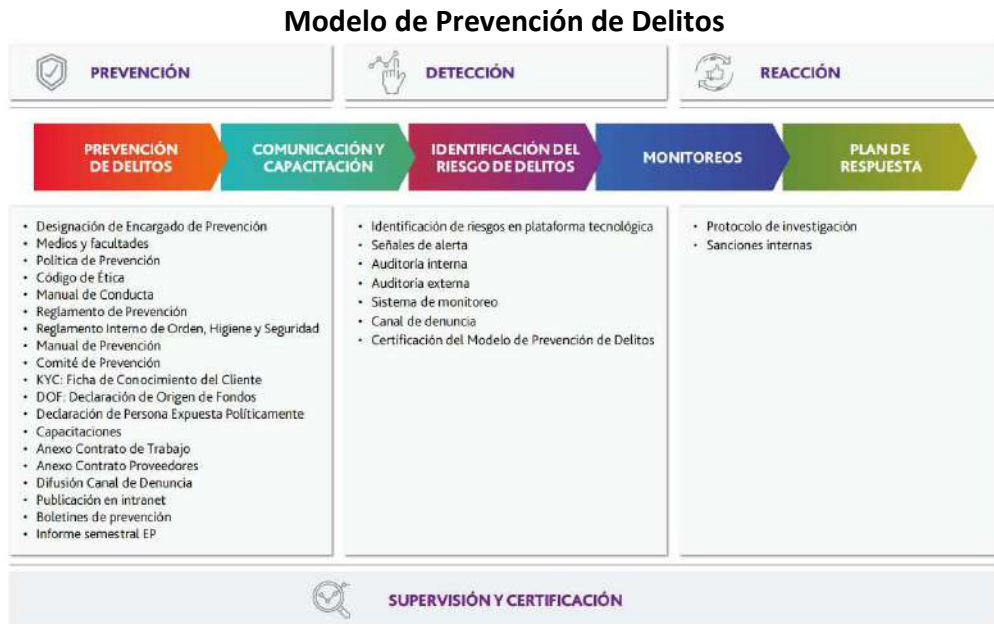 Modelo de Prevención de Delitos
PREVENCIÓN
DETECCIÓN
REACCIÓN
PREVENCIÓN
DE DELITOS
COMUNICACIÓN Y
CAPACITACIÓN
IDENTIFICACIÓN DEL
RIESGO DE DELITOS
MONITOREOS
PLAN DE
RESPUESTA
• Designación de Encargado de Prevención
• Medios y facultades
• Política de Prevención
• Código de Ética
• Manual de Conducta
• Reglamento de Prevención
• Reglamento Interno de Orden, Higiene y Seguridad
• Manual de Prevención
• Comité de Prevención
• KYC: Ficha de Conocimiento del Cliente
• DOF: Declaración de Origen de Fondos
• Declaración de Persona Expuesta Políticamente
• Capacitaciones
• Anexo Contrato de Trabajo
• Anexo Contrato Proveedores
• Difusión Canal de Denuncia
• Publicación en intranet
• Boletines de prevención
• Informe semestral EP
• Identificación de riesgos en plataforma tecnológica
• Señales de alerta
• Auditoría interna
• Auditoría externa
• Sistema de monitoreo
• Canal de denuncia
• Certificación del Modelo de Prevención de Delitos
• Protocolo de investigación
• Sanciones internas
SUPERVISIÓN Y CERTIFICACIÓN